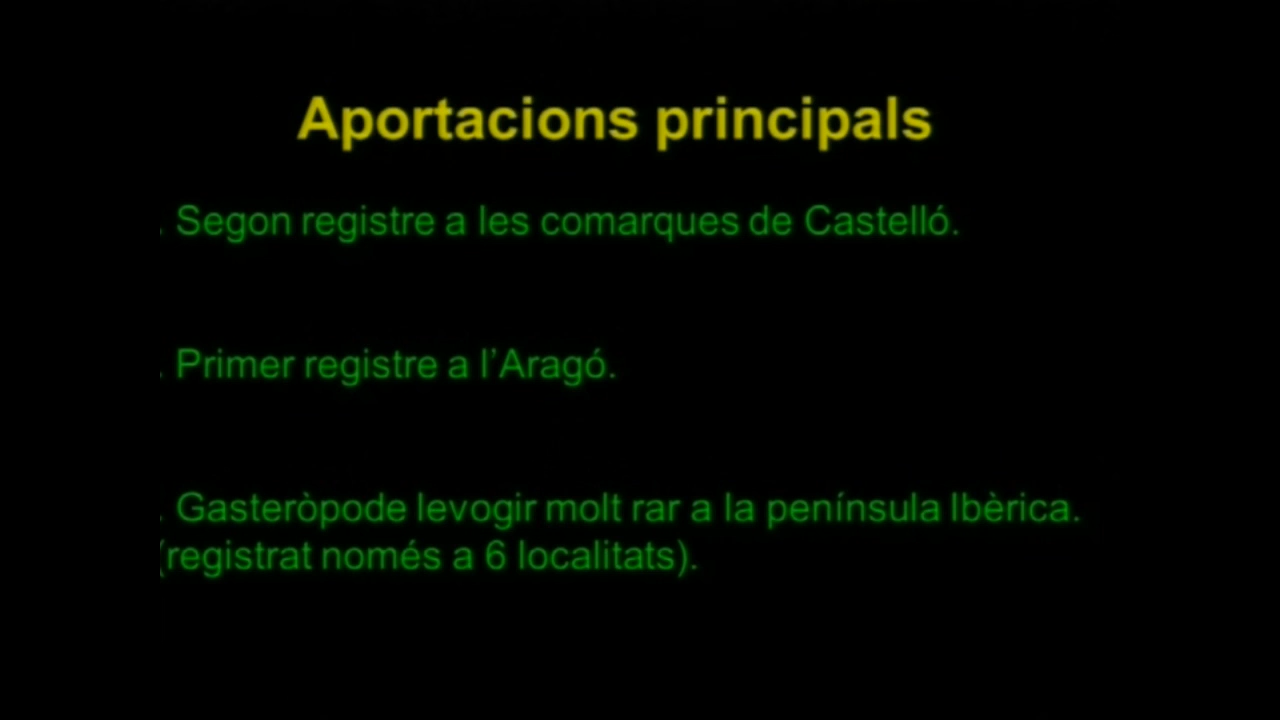 Aportacions principals
. Segon registre a les comarques de Castelló.
. Primer registre a l’Aragó.
. Gasteròpode levogir molt rar a la península Ibèrica.
(registrat només a 6 localitats).